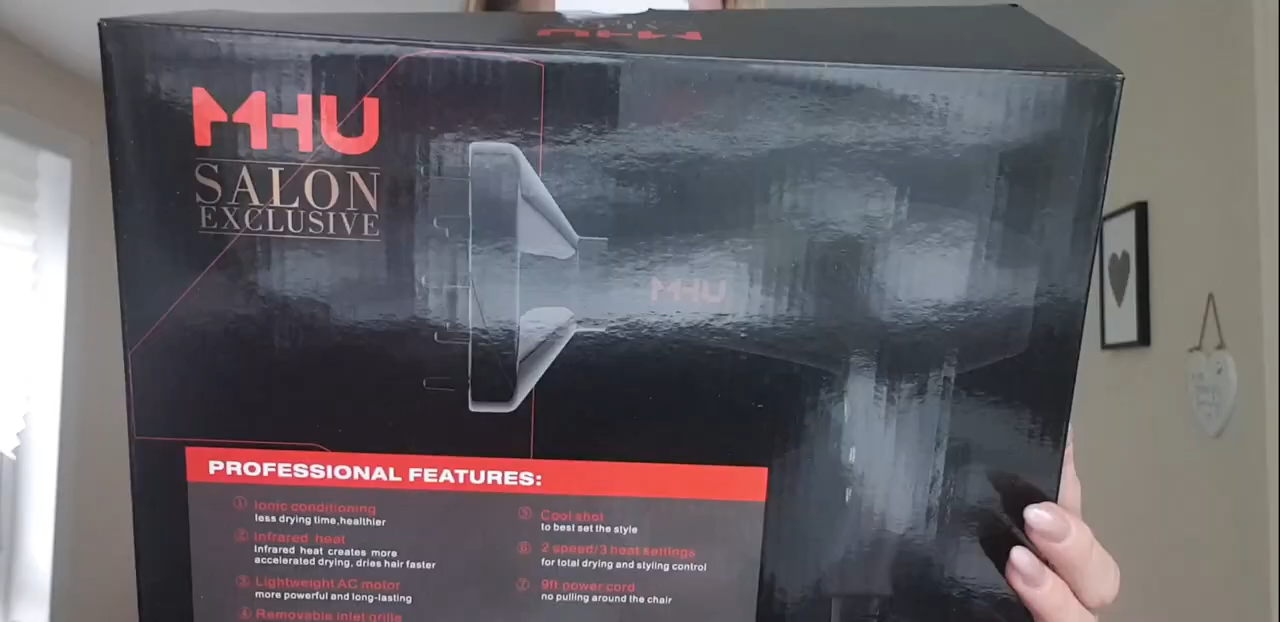 MHU
MHU
SALON
EXCLUSIVE
MHU
PROFESSIONAL FEATURES:
① Ionic conditioning
less drying time,healthier
② Infrared heat
Infrared heat creates more
accelerated drying, dries hair faster
③ Lightweight AC motor
more powerful and long-lasting
④ Removable inlet grille
⑤ Cool shot
to best set the style
⑥ 2 speed/3 heat settings
for total drying and styling control
⑦ 9ft power cord
no pulling around the chair